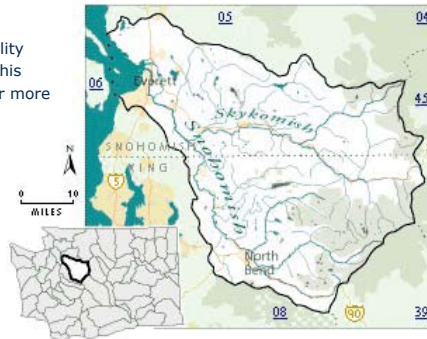 ility
his
r more
05
04
06
45
Everett
Skykomish
Snohomish
SNOHOMISH
KING
N
5
0 10
MILES
North
Bend
08
90
39